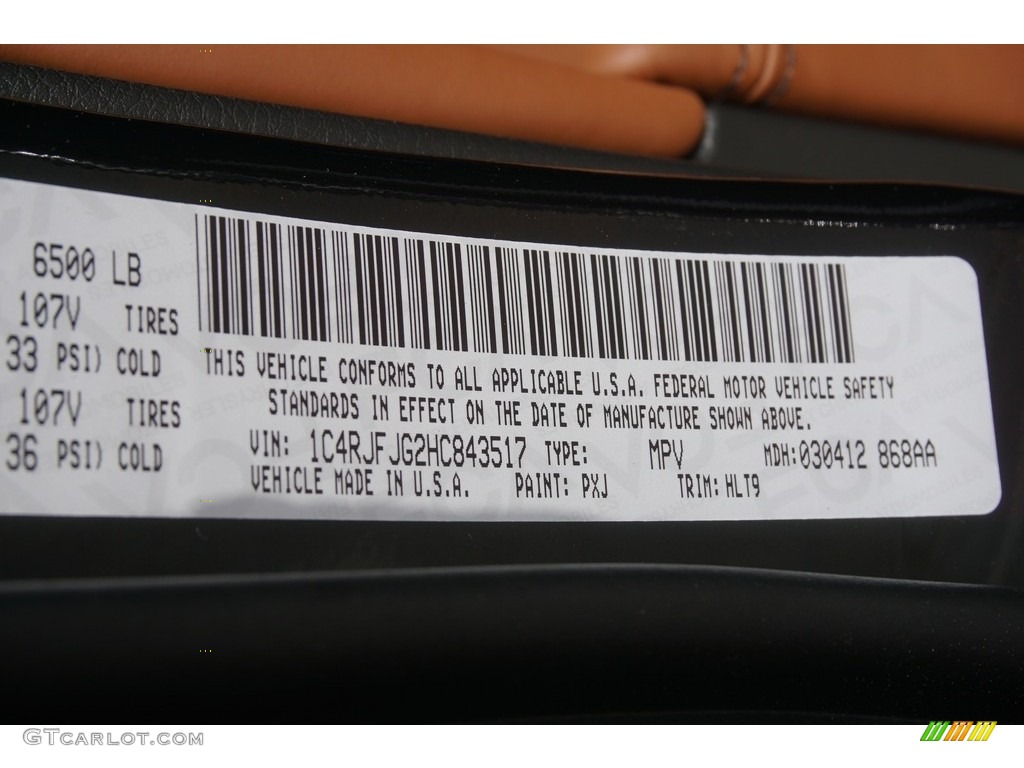 6500 LB
107V TIRES
33 PSI) COLD
107V TIRES
36 PSI) COLD
THIS VEHICLE CONFORMS TO ALL APPLICABLE U.S.A. FEDERAL MOTOR VEHICLE SAFETY
STANDARDS IN EFFECT ON THE DATE OF MANUFACTURE SHOWN ABOVE.
VIN: 1C4RJFJG2HC843517 TYPE: MPV MDH:030412 868AA
VEHICLE MADE IN U.S.A. PAINT: PXJ TRIM: HLT9
GTCARLOT.COM